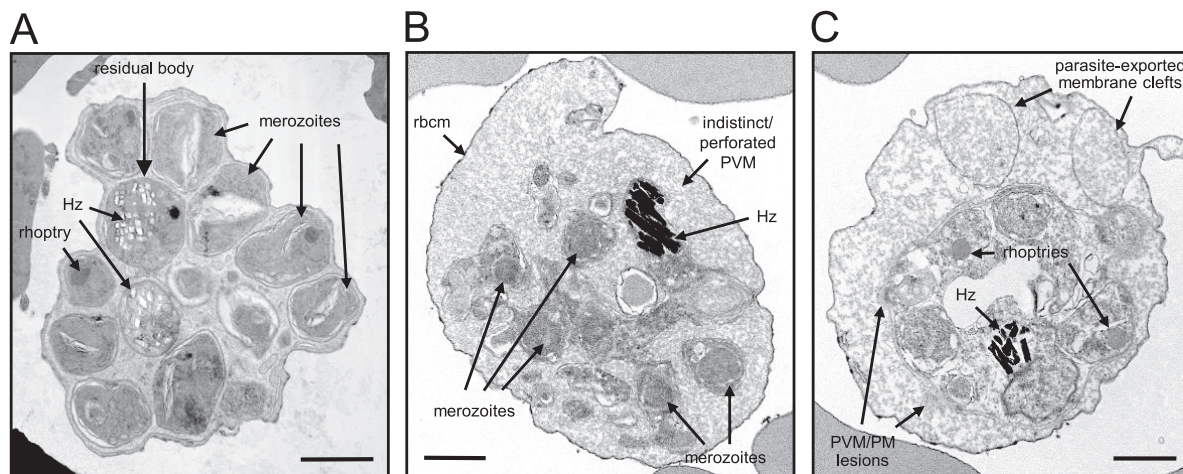 A
residual body
merozoites
Hz
rhoptry
B
rbcm
indistinct/
perforated
PVM
Hz
merozoites
merozoites
C
parasite-exported
membrane clefts
rhoptries
Hz
PVM/PM
lesions